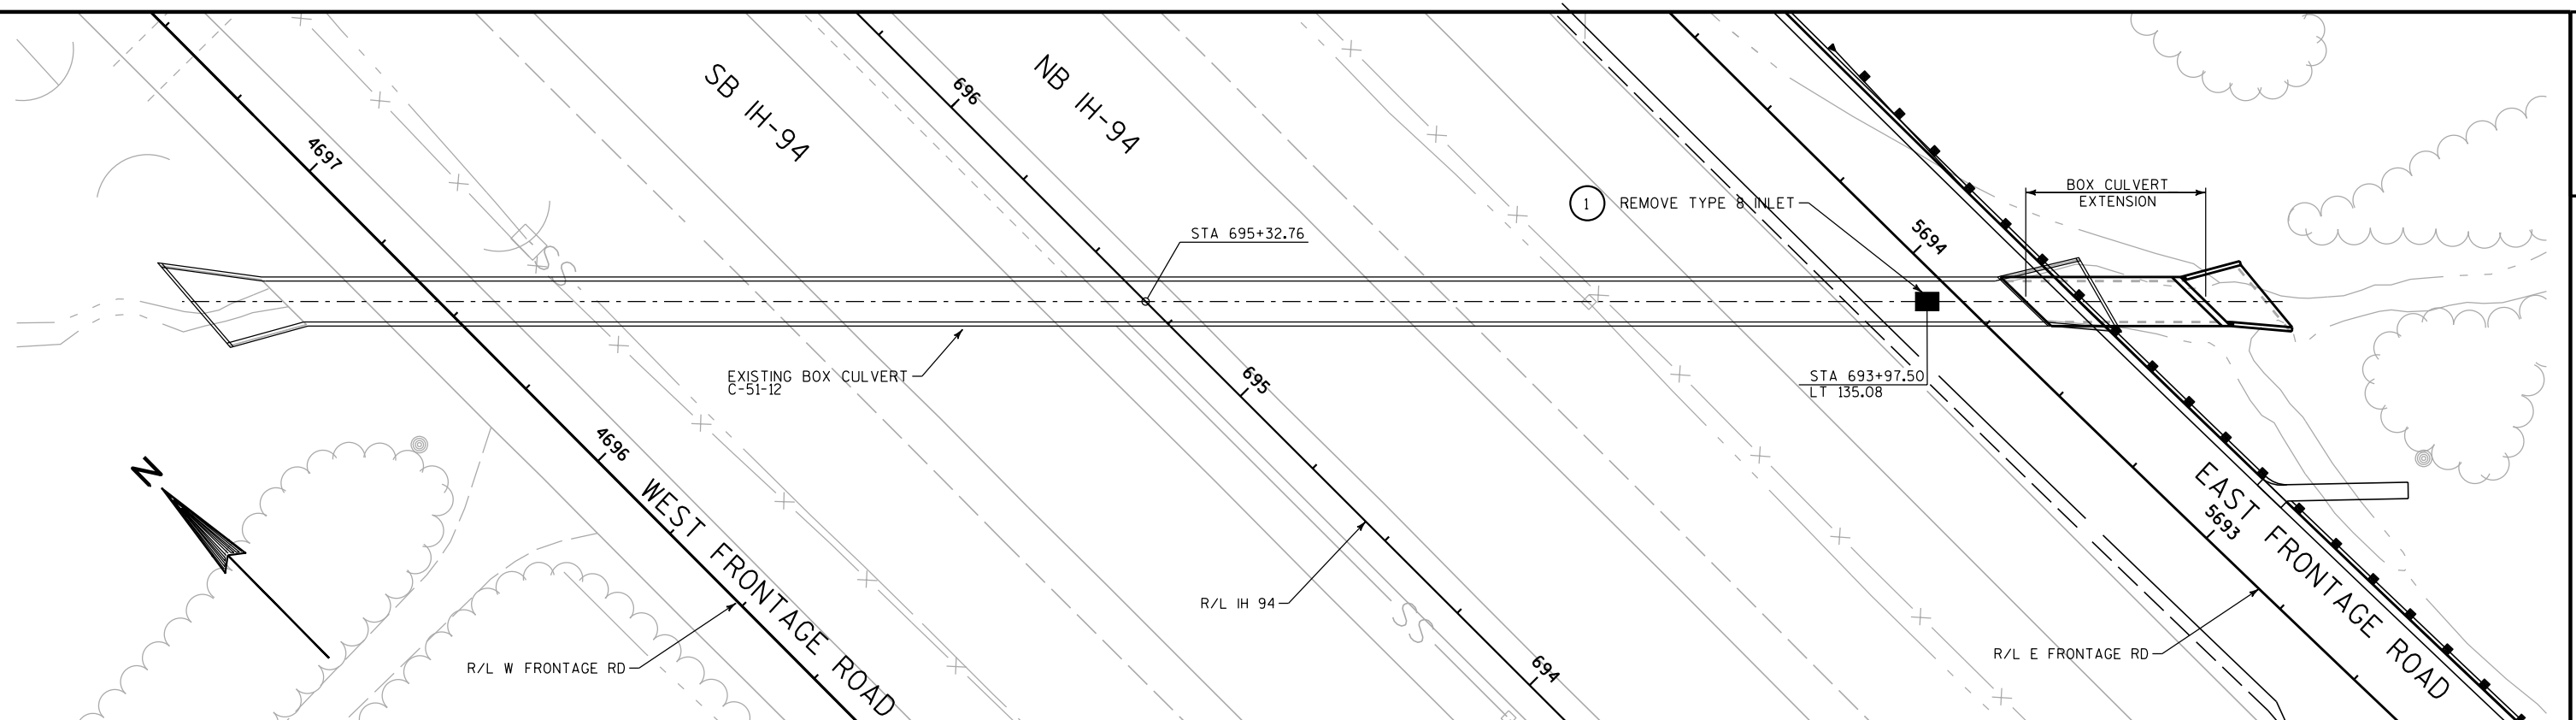 SB IH-94
NB IH-94
696
4697
1
REMOVE TYPE 8 INLET
BOX CULVERT
EXTENSION
STA 695+32.76
5694
SS
EXISTING BOX CULVERT
C-51-12
695
STA 693+97.50
LT 135.08
N
4696
WEST FRONTAGE ROAD
EAST FRONTAGE ROAD
5693
R/L IH 94
SS
R/L W FRONTAGE RD
R/L E FRONTAGE RD
694